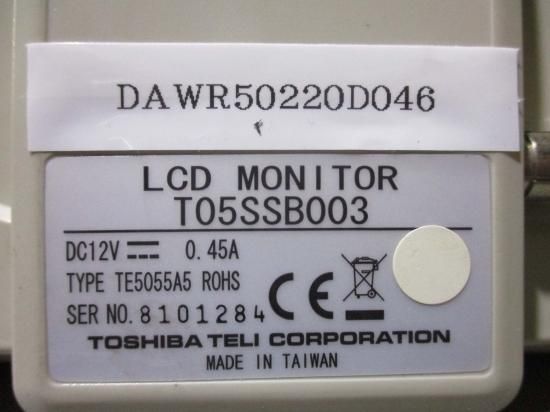 DAWR50220D046
LCD MONITOR
T05SSB003
DC12V ⎓ 0.45A
TYPE TE5055A5 ROHS
SER NO. 8101284
CE
TOSHIBA TELI CORPORATION
MADE IN TAIWAN